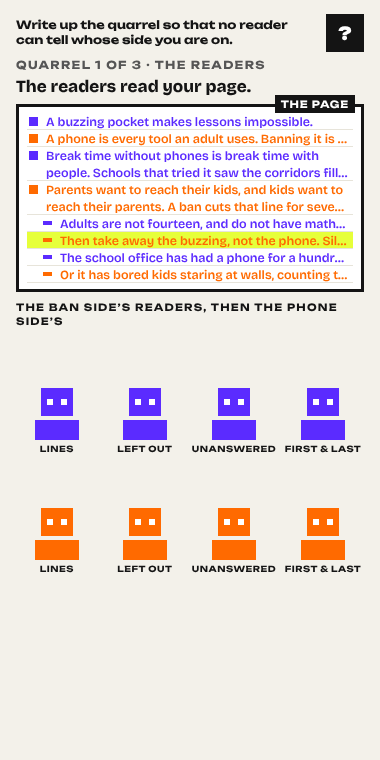 Write up the quarrel so that no reader
can tell whose side you are on.
?
QUARREL 1 OF 3 · THE READERS
The readers read your page.
THE PAGE
A buzzing pocket makes lessons impossible.
A phone is every tool an adult uses. Banning it is ...
Break time without phones is break time with
people. Schools that tried it saw the corridors fill...
Parents want to reach their kids, and kids want to
reach their parents. A ban cuts that line for seve...
Adults are not fourteen, and do not have math...
Then take away the buzzing, not the phone. Sil...
The school office has had a phone for a hundr...
Or it has bored kids staring at walls, counting t...
THE BAN SIDE'S READERS, THEN THE PHONE
SIDE'S
LINES LEFT OUT UNANSWERED FIRST & LAST
LINES LEFT OUT UNANSWERED FIRST & LAST